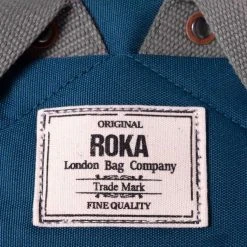 ORIGINAL
ROKA
London Bag Company
Trade Mark
FINE QUALITY